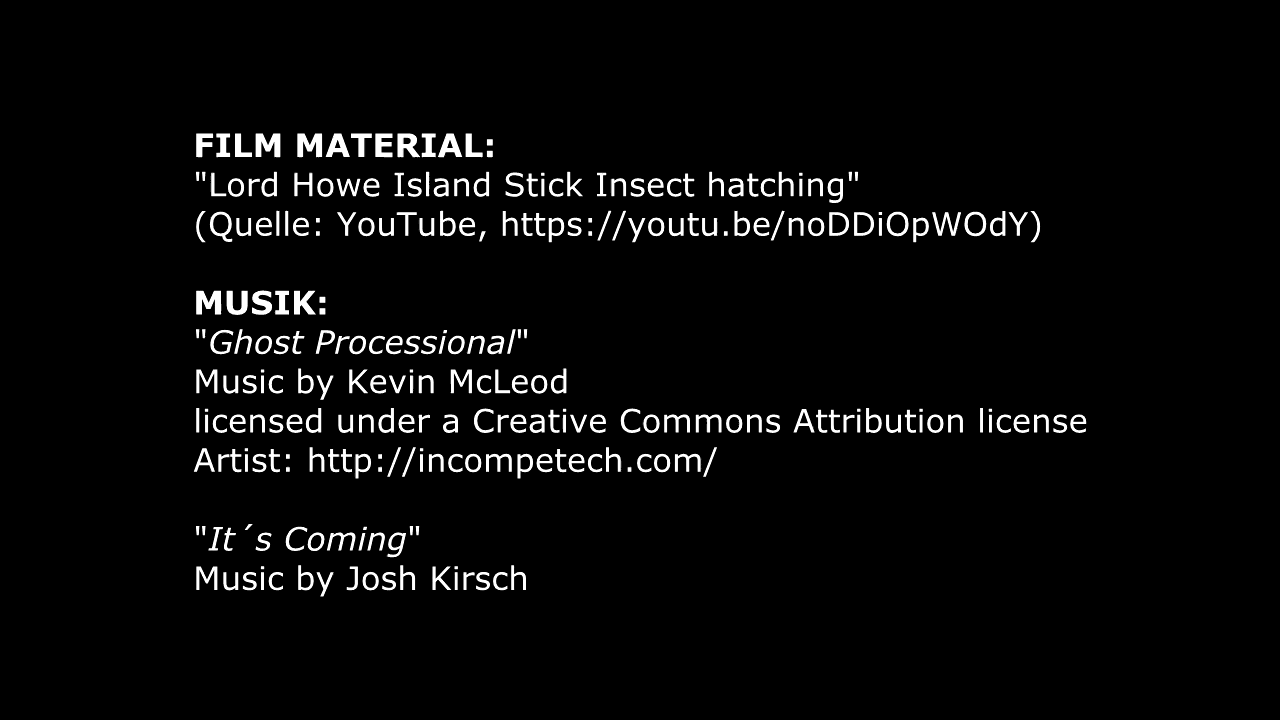 FILM MATERIAL:
"Lord Howe Island Stick Insect hatching"
(Quelle: YouTube, https://youtu.be/noDDiOpWOdY)
MUSIK:
"Ghost Processional"
Music by Kevin McLeod
licensed under a Creative Commons Attribution license
Artist: http://incompetech.com/
"It´s Coming"
Music by Josh Kirsch